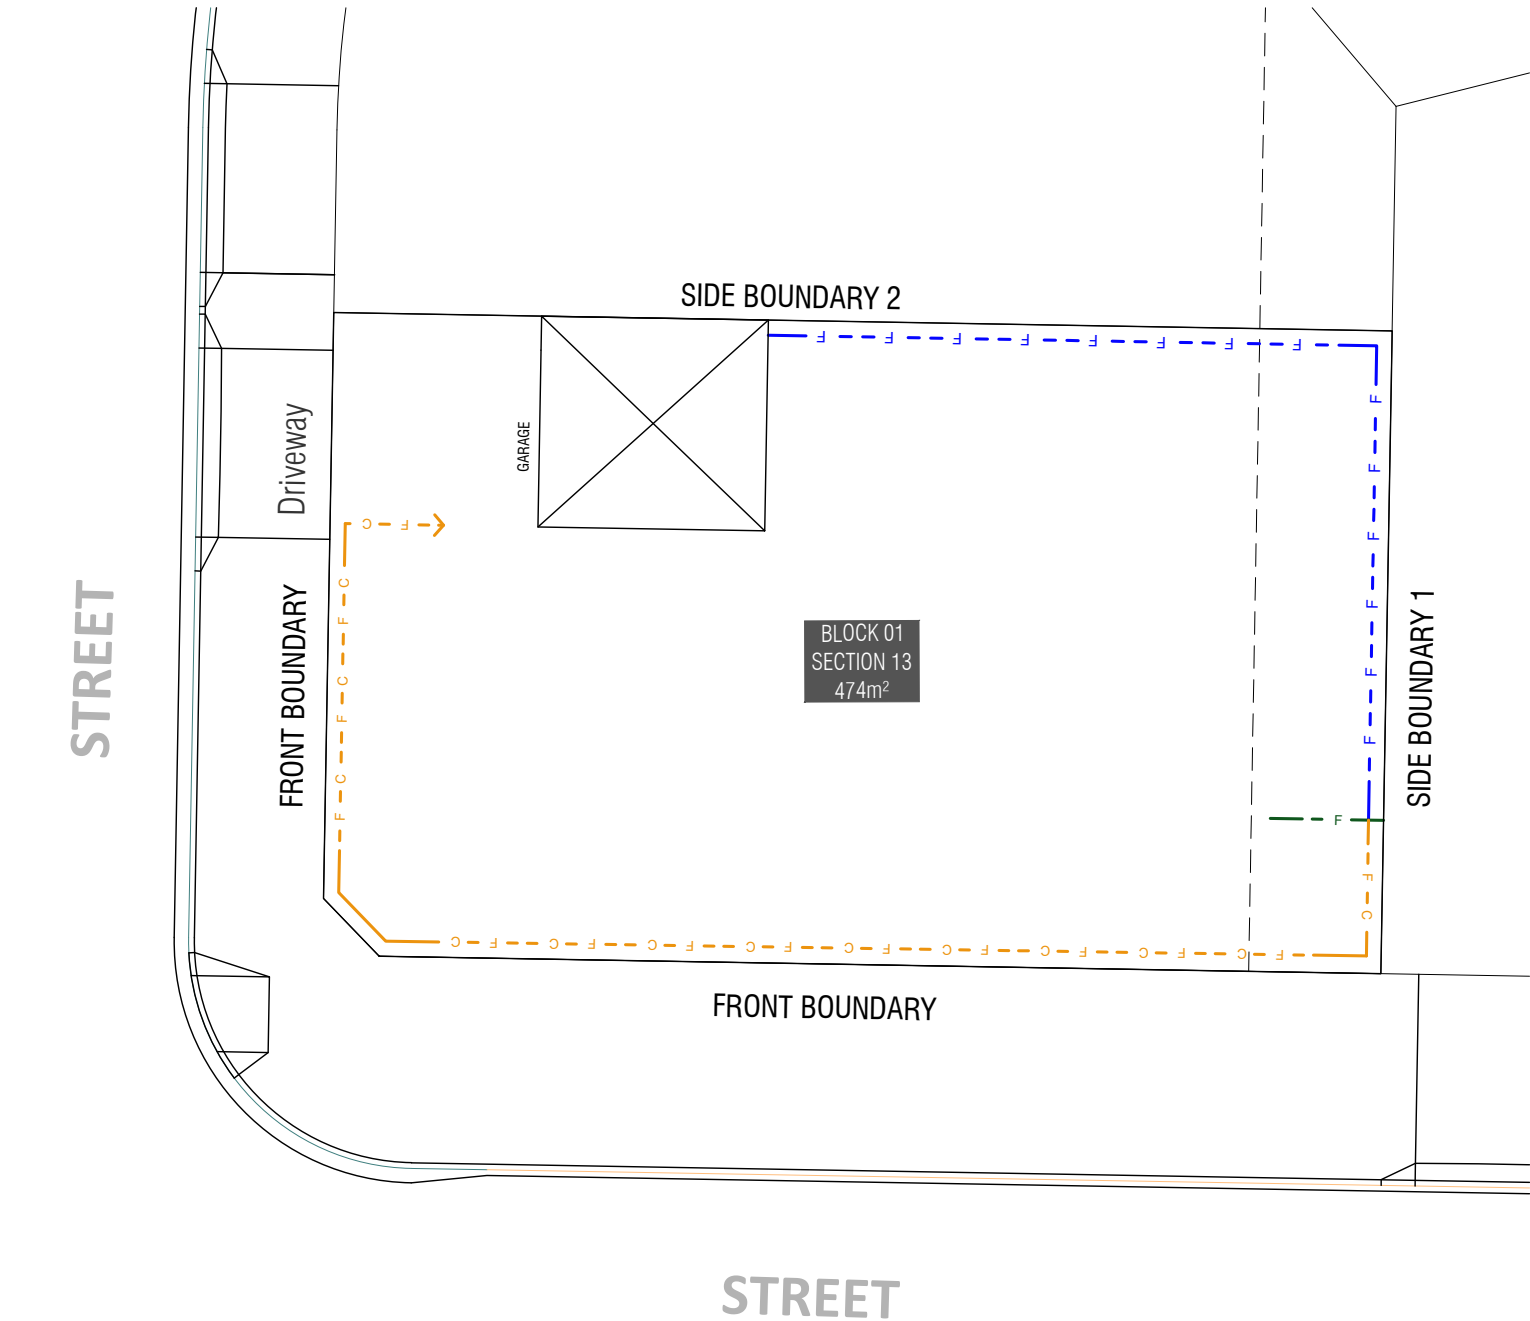 SIDE BOUNDARY 2
F F F F F F F F
F F F F F F
GARAGE
Driveway
C F
C F C F C F
FRONT BOUNDARY
STREET
BLOCK 01
SECTION 13
474m²
SIDE BOUNDARY 1
F
F C
C F C F C F C F C F C F C F C F C F
FRONT BOUNDARY
STREET